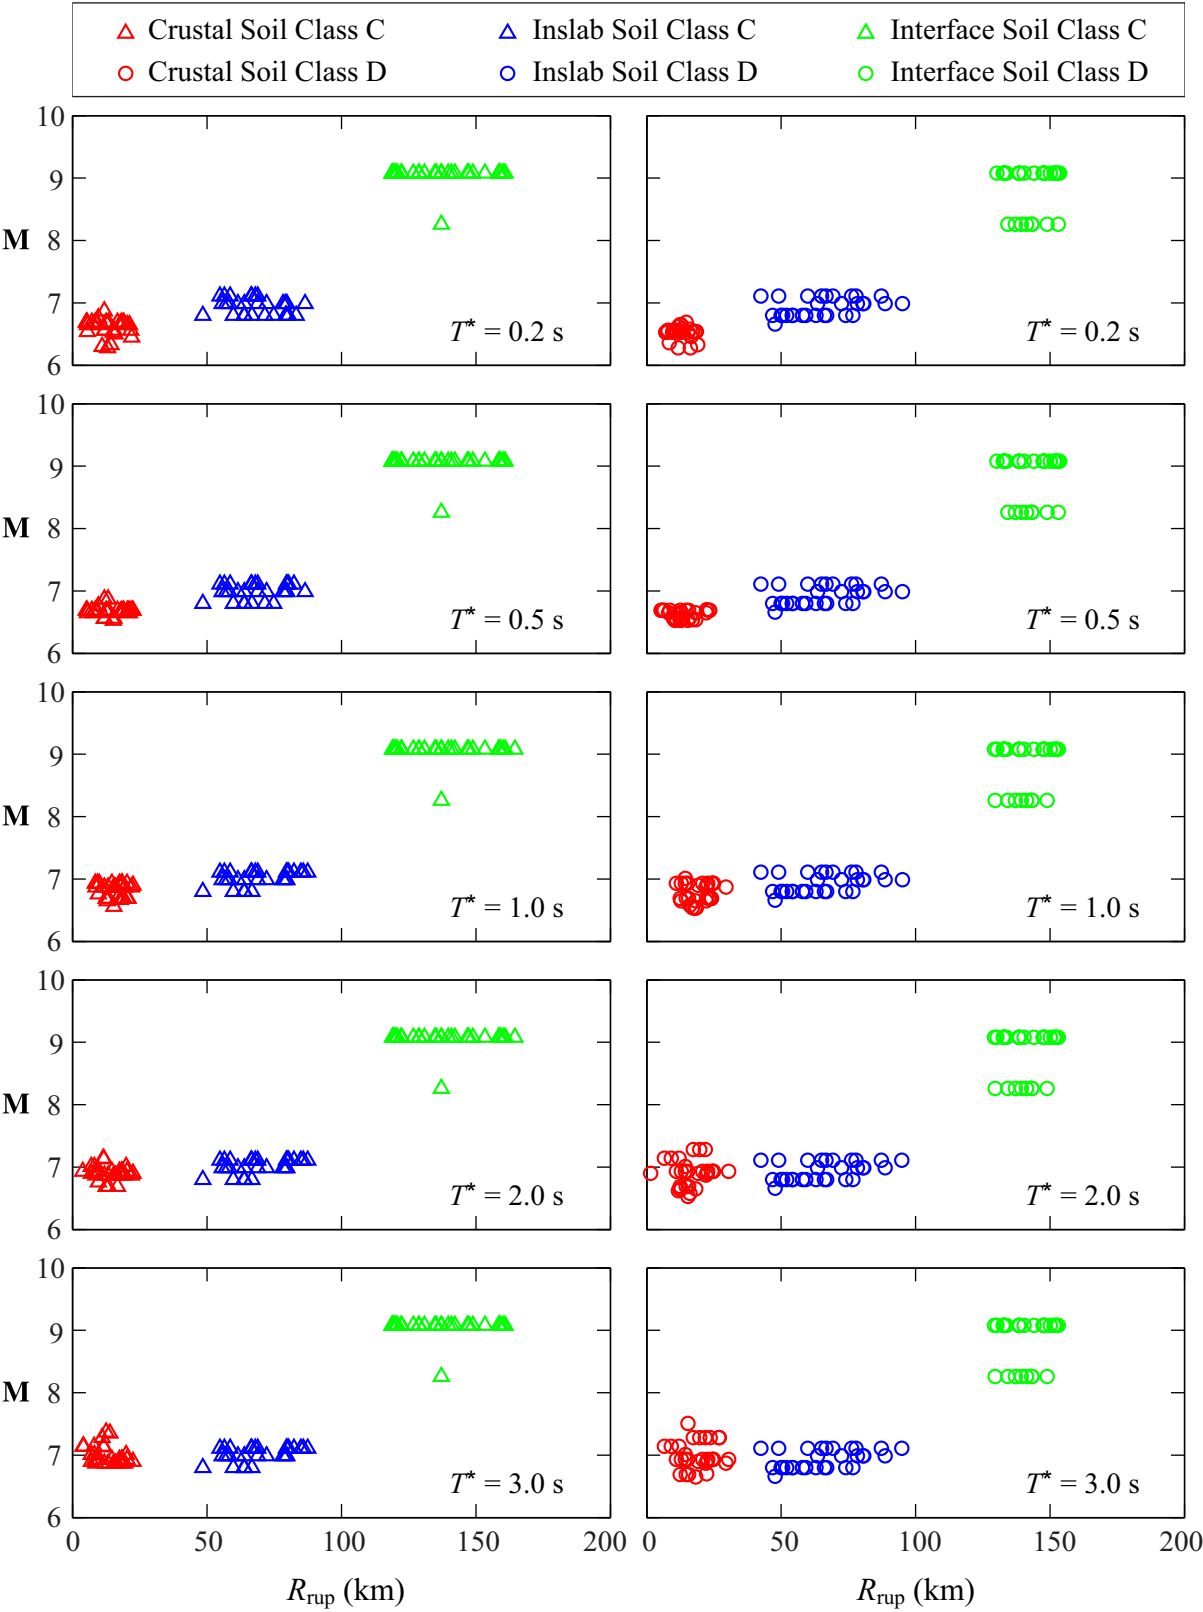 Crustal Soil Class C Inslab Soil Class C Interface Soil Class C
Crustal Soil Class D Inslab Soil Class D Interface Soil Class D
10
9
M 8
7
6
T* = 0.2 s T* = 0.2 s
10
9
M 8
7
6
T* = 0.5 s T* = 0.5 s
10
9
M 8
7
6
T* = 1.0 s T* = 1.0 s
10
9
M 8
7
6
T* = 2.0 s T* = 2.0 s
10
9
M 8
7
6
T* = 3.0 s T* = 3.0 s
0 50 100 150 200 0 50 100 150 200
Rrup (km) Rrup (km)